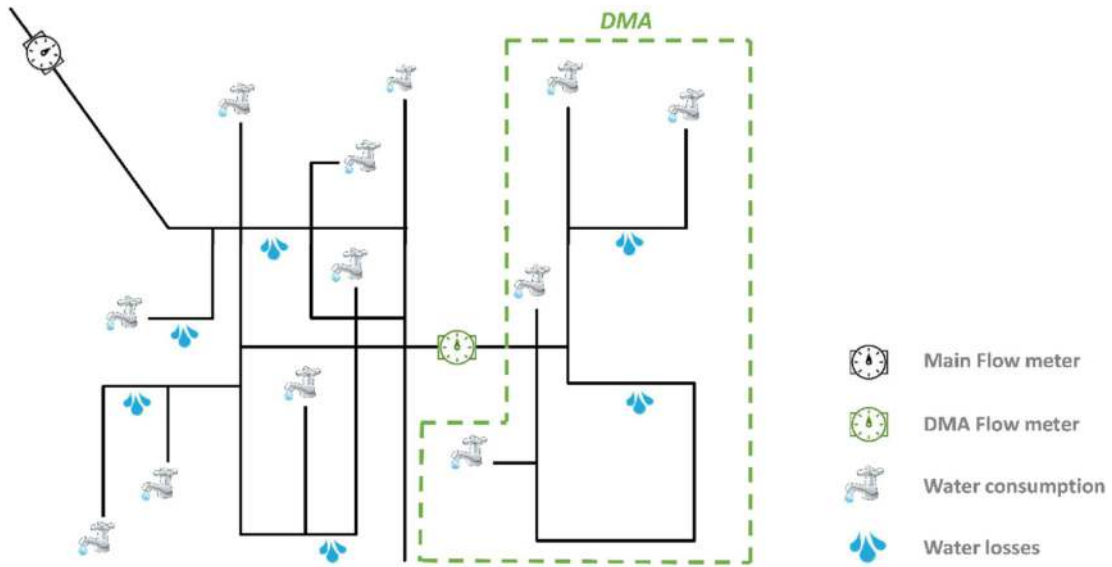 DMA
Main Flow meter
DMA Flow meter
Water consumption
Water losses